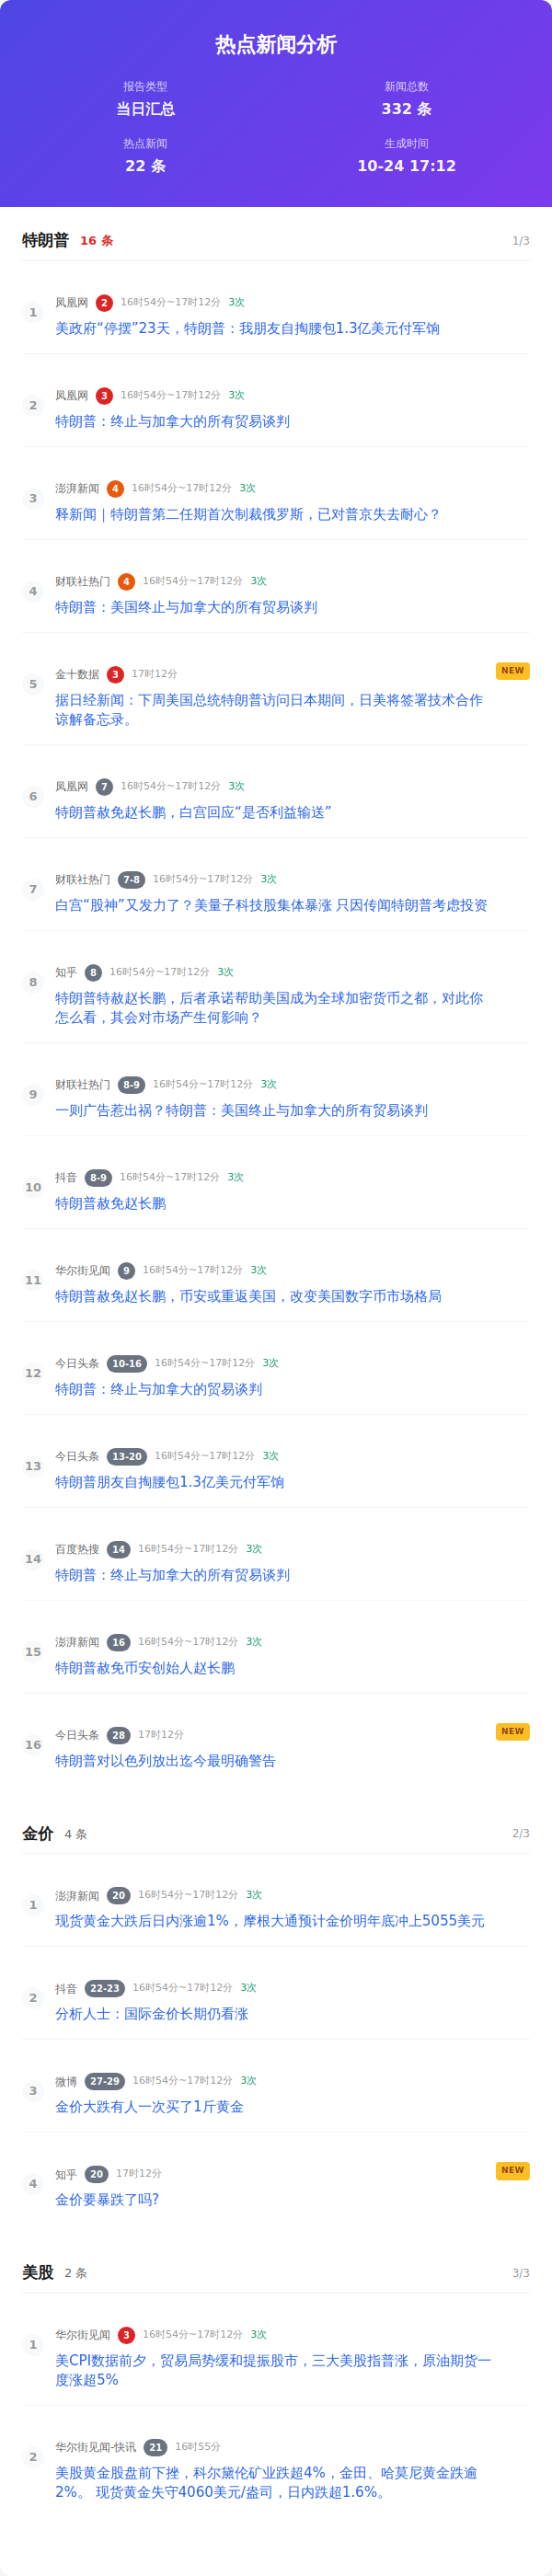 热点新闻分析
报告类型
新闻总数
当日汇总
332 条
热点新闻
生成时间
22 条
10-24 17:12
特朗普 16 条 1/3
1 凤凰网 2 16时54分~17时12分 3次
美政府“停摆”23天，特朗普：我朋友自掏腰包1.3亿美元付军饷
2 凤凰网 3 16时54分~17时12分 3次
特朗普：终止与加拿大的所有贸易谈判
3 澎湃新闻 4 16时54分~17时12分 3次
释新闻｜特朗普第二任期首次制裁俄罗斯，已对普京失去耐心？
4 财联社热门 4 16时54分~17时12分 3次
特朗普：美国终止与加拿大的所有贸易谈判
5 金十数据 3 17时12分 NEW
据日经新闻：下周美国总统特朗普访问日本期间，日美将签署技术合作
谅解备忘录。
6 凤凰网 7 16时54分~17时12分 3次
特朗普赦免赵长鹏，白宫回应“是否利益输送”
7 财联社热门 7-8 16时54分~17时12分 3次
白宫“股神”又发力了？美量子科技股集体暴涨 只因传闻特朗普考虑投资
8 知乎 8 16时54分~17时12分 3次
特朗普特赦赵长鹏，后者承诺帮助美国成为全球加密货币之都，对此你
怎么看，其会对市场产生何影响？
9 财联社热门 8-9 16时54分~17时12分 3次
一则广告惹出祸？特朗普：美国终止与加拿大的所有贸易谈判
10 抖音 8-9 16时54分~17时12分 3次
特朗普赦免赵长鹏
11 华尔街见闻 9 16时54分~17时12分 3次
特朗普赦免赵长鹏，币安或重返美国，改变美国数字币市场格局
12 今日头条 10-16 16时54分~17时12分 3次
特朗普：终止与加拿大的贸易谈判
13 今日头条 13-20 16时54分~17时12分 3次
特朗普朋友自掏腰包1.3亿美元付军饷
14 百度热搜 14 16时54分~17时12分 3次
特朗普：终止与加拿大的所有贸易谈判
15 澎湃新闻 16 16时54分~17时12分 3次
特朗普赦免币安创始人赵长鹏
16 今日头条 28 17时12分 NEW
特朗普对以色列放出迄今最明确警告
金价 4 条 2/3
1 澎湃新闻 20 16时54分~17时12分 3次
现货黄金大跌后日内涨逾1%，摩根大通预计金价明年底冲上5055美元
2 抖音 22-23 16时54分~17时12分 3次
分析人士：国际金价长期仍看涨
3 微博 27-29 16时54分~17时12分 3次
金价大跌有人一次买了1斤黄金
4 知乎 20 17时12分 NEW
金价要暴跌了吗?
美股 2 条 3/3
1 华尔街见闻 3 16时54分~17时12分 3次
美CPI数据前夕，贸易局势缓和提振股市，三大美股指普涨，原油期货一
度涨超5%
2 华尔街见闻-快讯 21 16时55分
美股黄金股盘前下挫，科尔黛伦矿业跌超4%，金田、哈莫尼黄金跌逾
2%。 现货黄金失守4060美元/盎司，日内跌超1.6%。